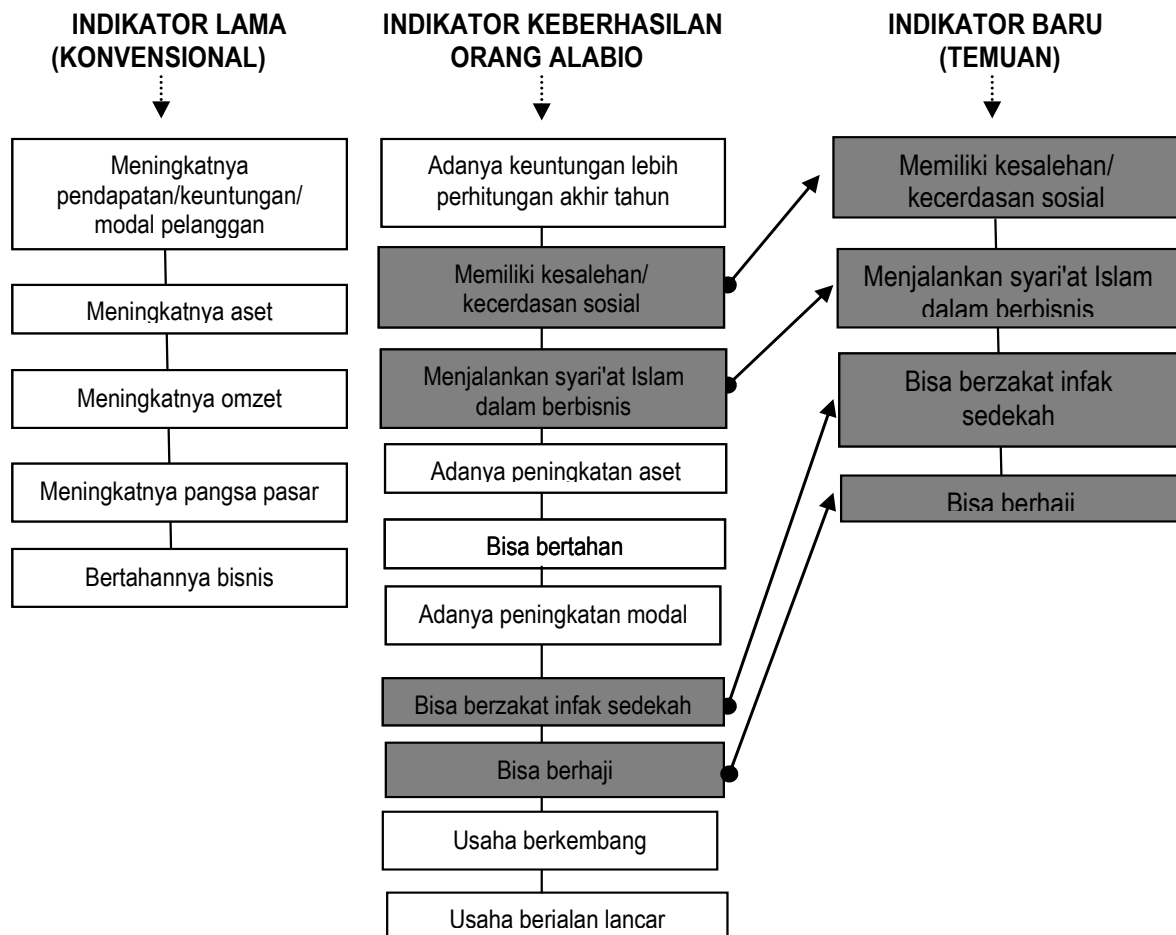 INDIKATOR LAMA
(KONVENSIONAL)
Meningkatnya
pendapatan/keuntungan/
modal pelanggan
Meningkatnya aset
Meningkatnya omzet
Meningkatnya pangsa pasar
Bertahannya bisnis
INDIKATOR KEBERHASILAN
ORANG ALABIO
Adanya keuntungan lebih
perhitungan akhir tahun
Memiliki kesalehan/
kecerdasan sosial
Menjalankan syari'at Islam
dalam berbisnis
Adanya peningkatan aset
Bisa bertahan
Adanya peningkatan modal
Bisa berzakat infak sedekah
Bisa berhaji
Usaha berkembang
Usaha berjalan lancar
INDIKATOR BARU
(TEMUAN)
Memiliki kesalehan/
kecerdasan sosial
Menjalankan syari'at Islam
dalam berbisnis
Bisa berzakat infak
sedekah
Bisa berhaji